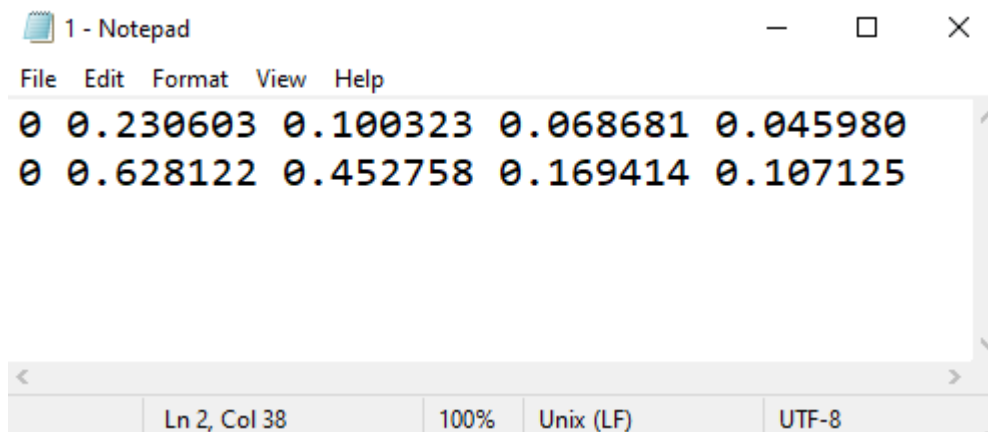 1 - Notepad
File Edit Format View Help
0 0.230603 0.100323 0.068681 0.045980
0 0.628122 0.452758 0.169414 0.107125
Ln 2, Col 38 100% Unix (LF) UTF-8